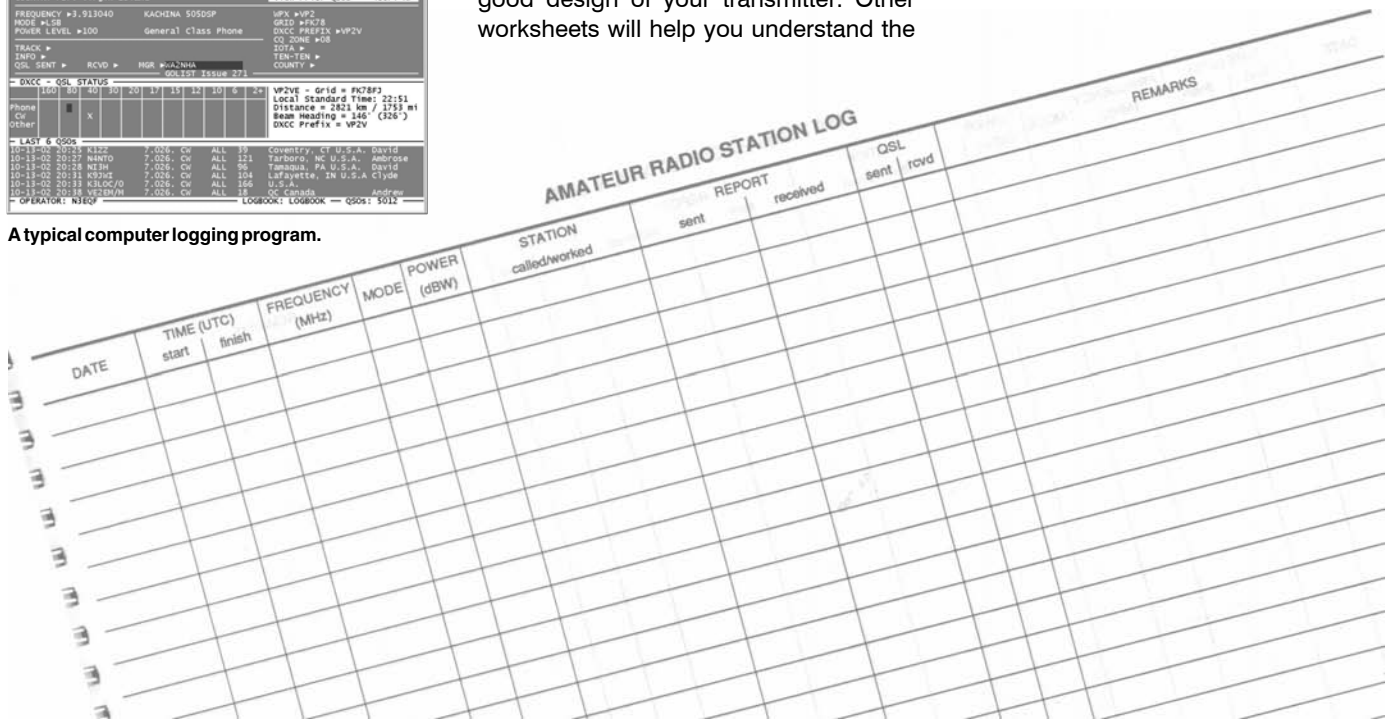 FREQUENCY ▸3.913040 KACHINA 505DSP WPX ▸VP2
MODE ▸LSB GRID ▸FK78
POWER LEVEL ▸100 General Class Phone DXCC PREFIX ▸VP2V
CQ ZONE ▸08
TRACK ▸ IOTA ▸
INFO ▸ TEN-TEN ▸
QSL SENT ▸ RCVD ▸ MGR ▸WA2NHA COUNTY ▸
GOLIST Issue 271
DXCC - QSL STATUS
160 80 40 30 20 17 15 12 10 6 2+
Phone
CW X
Other
VP2VE - Grid = FK78FJ
Local Standard Time: 22:51
Distance = 2821 km / 1753 mi
Beam Heading = 146° (326°)
DXCC Prefix = VP2V
LAST 6 QSOs
10-13-02 20:25 K1ZZ 7.026. CW ALL 39 Coventry, CT U.S.A. David
10-13-02 20:27 N4NTO 7.026. CW ALL 121 Tarboro, NC U.S.A. Ambrose
10-13-02 20:28 NI3H 7.026. CW ALL 96 Tamaqua, PA U.S.A. David
10-13-02 20:31 K9JWI 7.026. CW ALL 104 Lafayette, IN U.S.A Clyde
10-13-02 20:33 K3LOC/0 7.026. CW ALL 166 U.S.A.
10-13-02 20:38 VE2EM/M 7.026. CW ALL 18 QC Canada Andrew
OPERATOR: N3EQF LOGBOOK: LOGBOOK QSOs: 5012
A typical computer logging program.
good design of your transmitter. Other
worksheets will help you understand the
AMATEUR RADIO STATION LOG
DATE
TIME (UTC)
start finish
FREQUENCY
(MHz)
MODE
POWER
(dBW)
STATION
called/worked
REPORT
sent received
QSL
sent rcvd
REMARKS